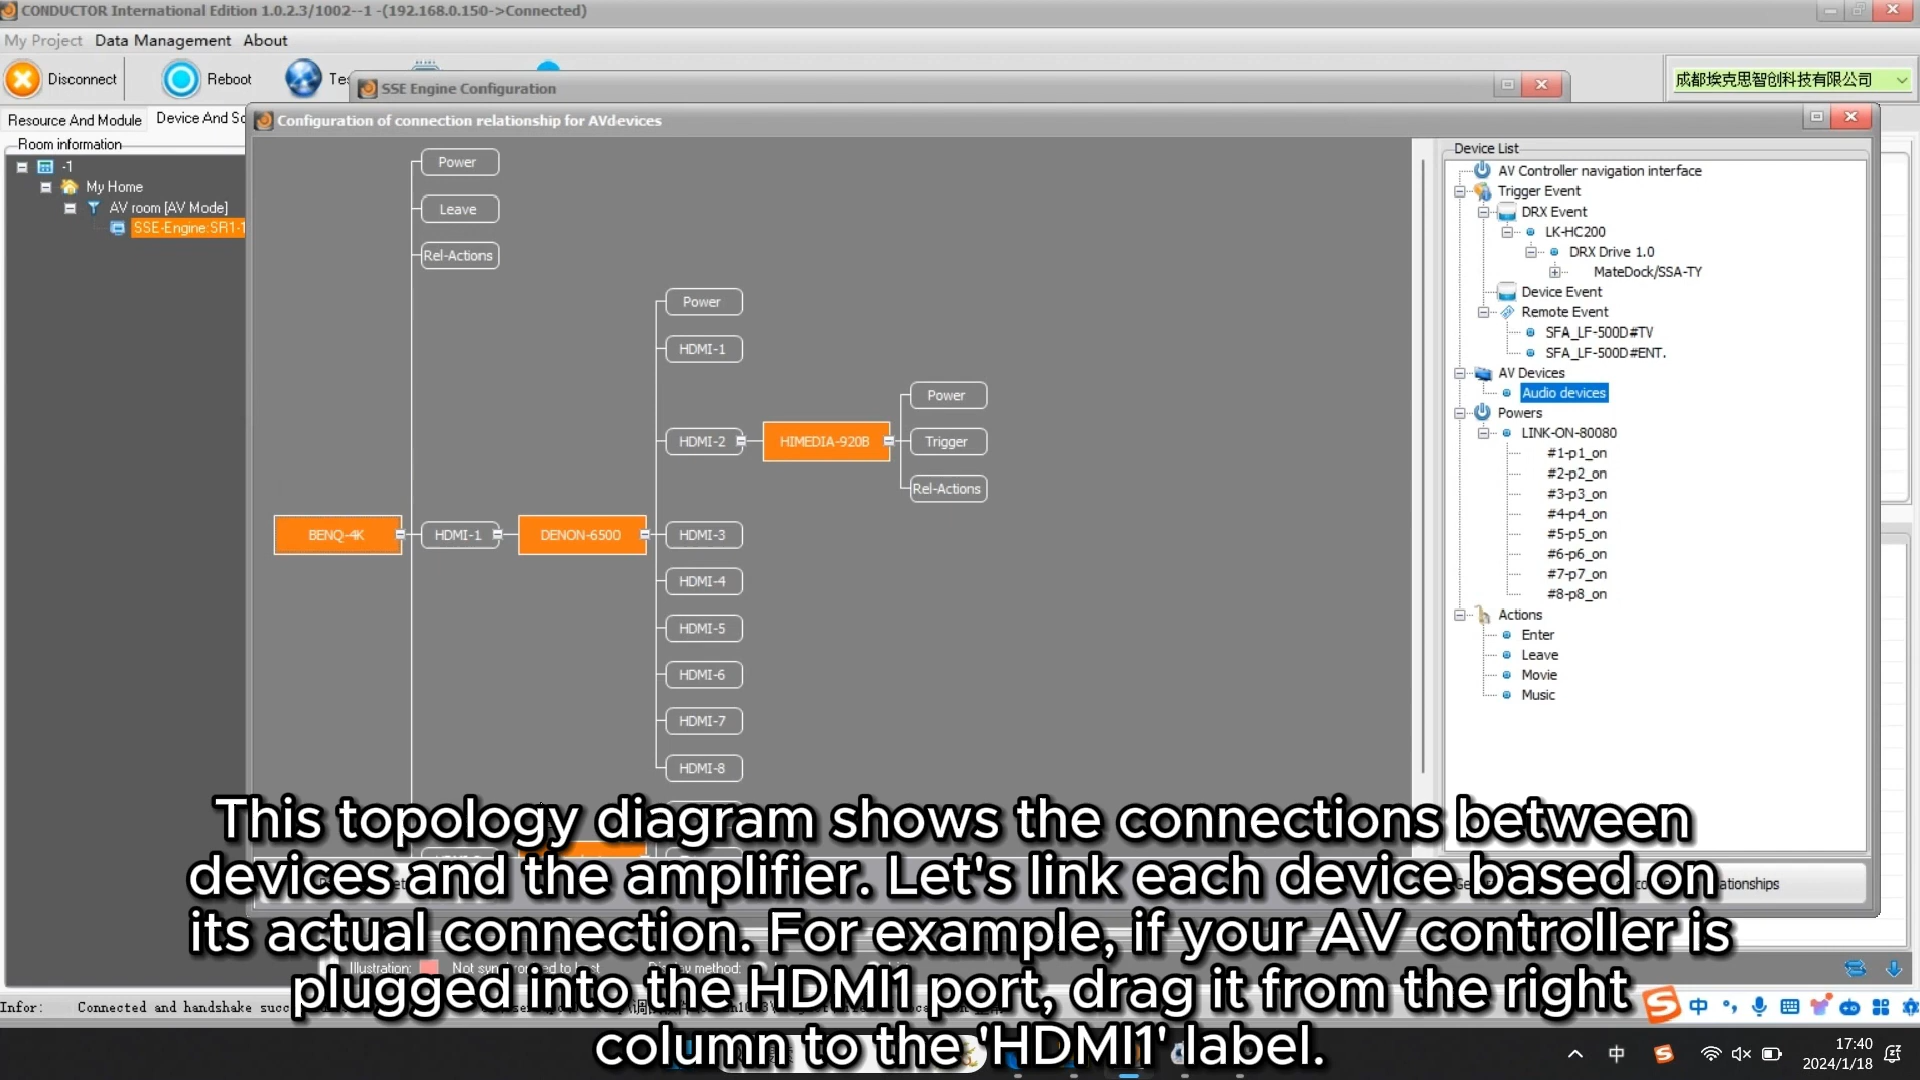 CONDUCTOR International Edition 1.0.2.3/1002--1 -(192.168.0.150->Connected)
My Project Data Management About
Disconnect Reboot
成都埃克思智创科技有限公司
SSE Engine Configuration
Resource And Module
Configuration of connection relationship for AVdevices
Room information
-1
My Home
AV room [AV Mode]
SSE-Engine:SR1-1
Power
Leave
Rel-Actions
Power
HDMI-1
Power
HDMI-2
HIMEDIA-920B
Trigger
Rel-Actions
BENQ-4K
HDMI-1
DENON-6500
HDMI-3
HDMI-4
HDMI-5
HDMI-6
HDMI-7
HDMI-8
Device List
AV Controller navigation interface
Trigger Event
DRX Event
LK-HC200
DRX Drive 1.0
MateDock/SSA-TY
Device Event
Remote Event
SFA_LF-500D#TV
SFA_LF-500D#ENT.
AV Devices
Audio devices
Powers
LINK-ON-80080
#1-p1_on
#2-p2_on
#3-p3_on
#4-p4_on
#5-p5_on
#6-p6_on
#7-p7_on
#8-p8_on
Actions
Enter
Leave
Movie
Music
This topology diagram shows the connections between
devices and the amplifier. Let's link each device based on
its actual connection. For example, if your AV controller is
plugged into the HDMI1 port, drag it from the right
column to the 'HDMI1' label.
Illustration:
Infor: Connected and handshake
中
中
17:40
2024/1/18